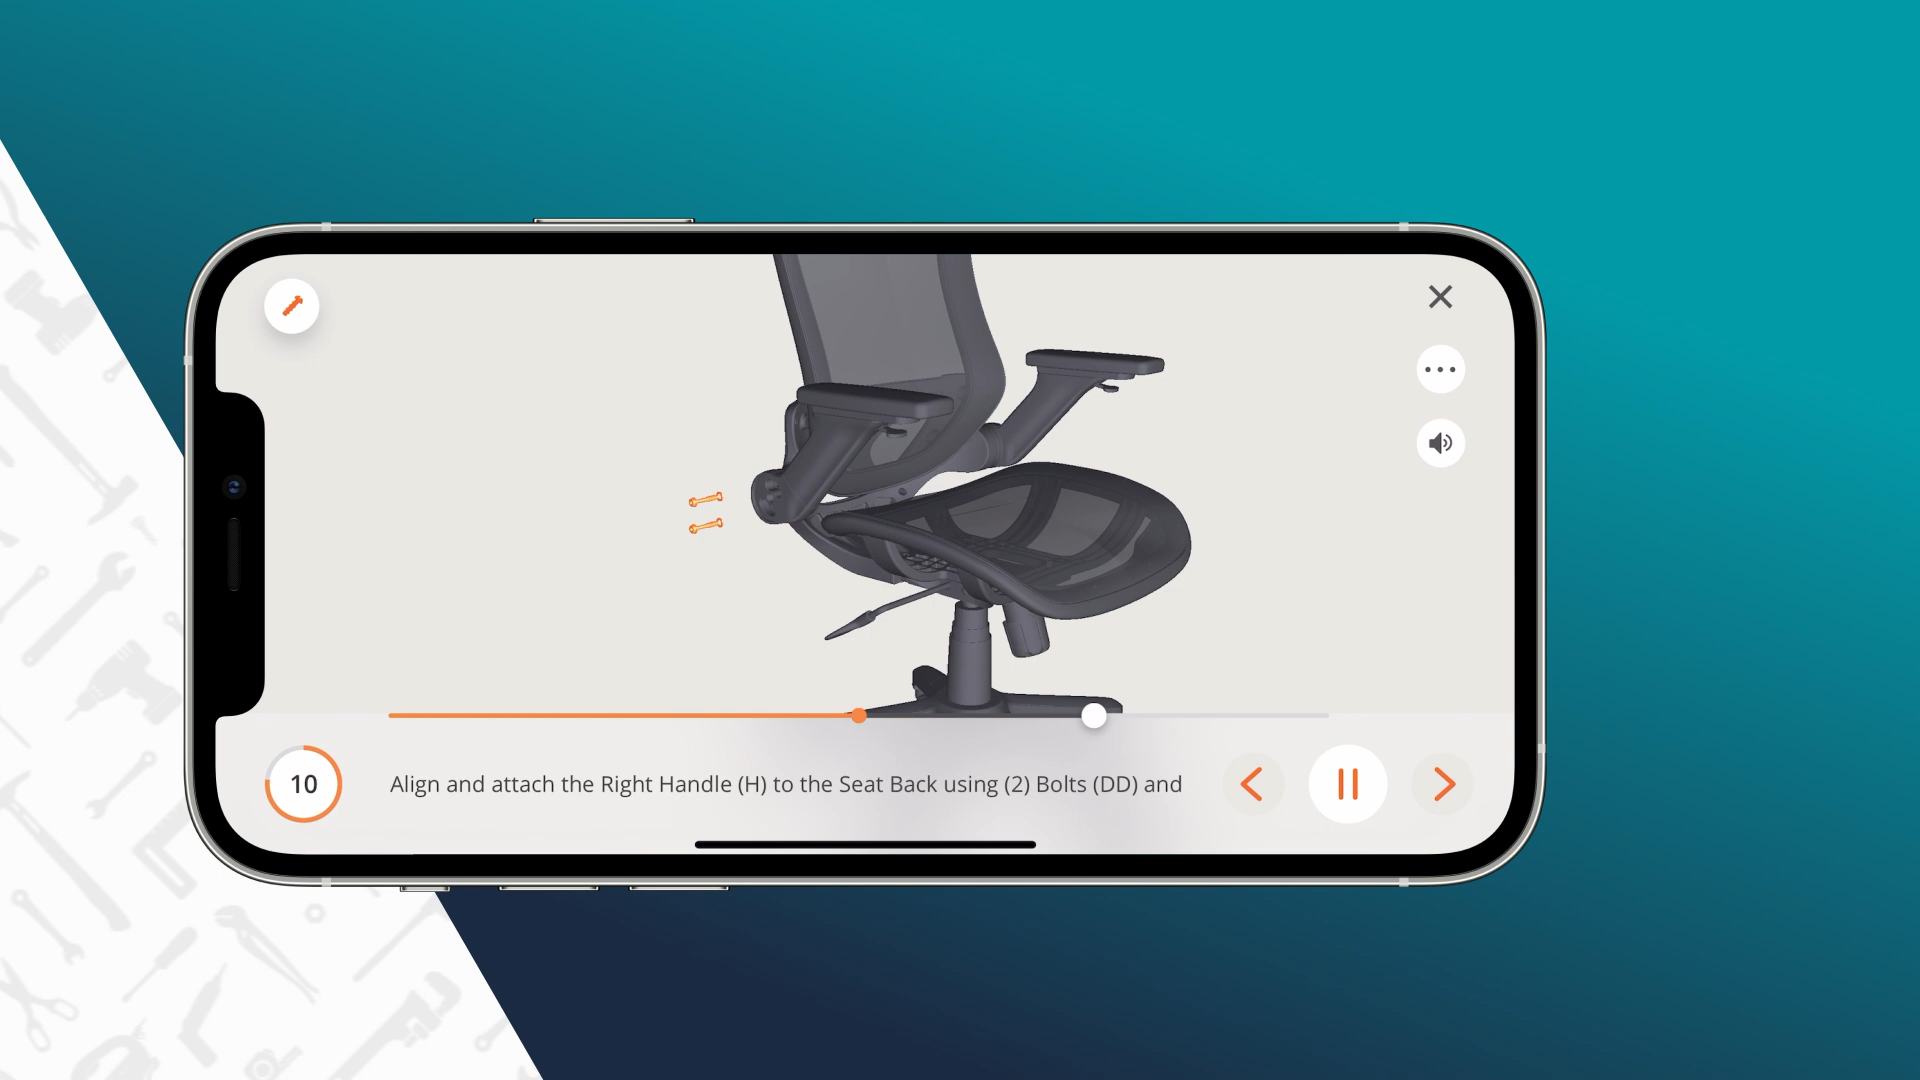 10
Align and attach the Right Handle (H) to the Seat Back using (2) Bolts (DD) and